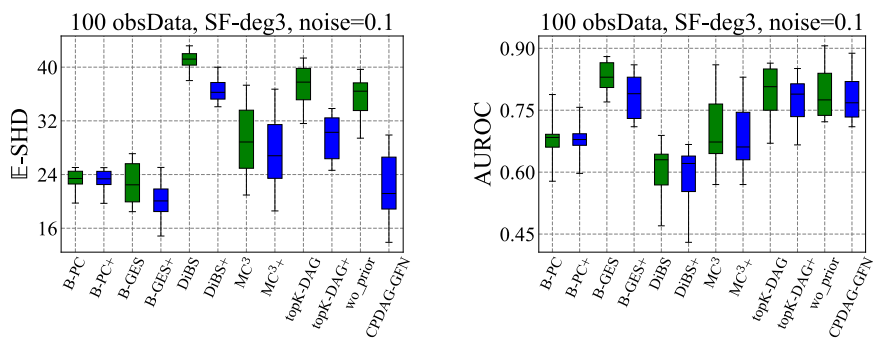 100 obsData, SF-deg3, noise=0.1
𝔼-SHD
40
32
24
16
B-PC
B-PC+
B-GES
B-GES+
DiBS
DiBS+
MC³
MC³+
topK-DAG
topK-DAG+
wo_prior
CPDAG-GFN
100 obsData, SF-deg3, noise=0.1
AUROC
0.90
0.75
0.60
0.45
B-PC
B-PC+
B-GES
B-GES+
DiBS
DiBS+
MC³
MC³+
topK-DAG
topK-DAG+
wo_prior
CPDAG-GFN